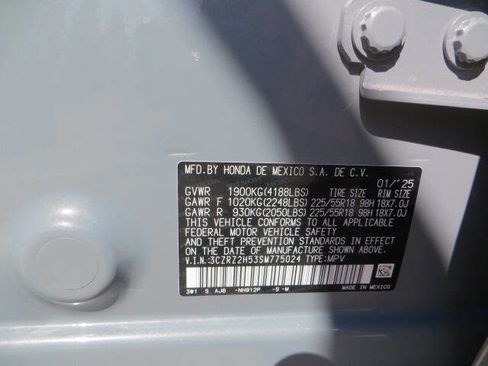 MFD.BY HONDA DE MEXICO S.A. DE C.V.
01/'25
GVWR 1900KG(4188LBS) TIRE SIZE RIM SIZE
GAWR F 1020KG(2248LBS) 225/55R18 98H 18X7.0J
GAWR R 930KG(2050LBS) 225/55R18 98H 18X7.0J
THIS VEHICLE CONFORMS TO ALL APPLICABLE
FEDERAL MOTOR VEHICLE SAFETY STANDARDS
IN EFFECT ON THE DATE
OF MANUFACTURE SHOWN ABOVE.
V.I.N.:3CZRZ2H53SM775024 TYPE:MPV
3W1 S AJB -NH912P -S -M
MADE IN MEXICO